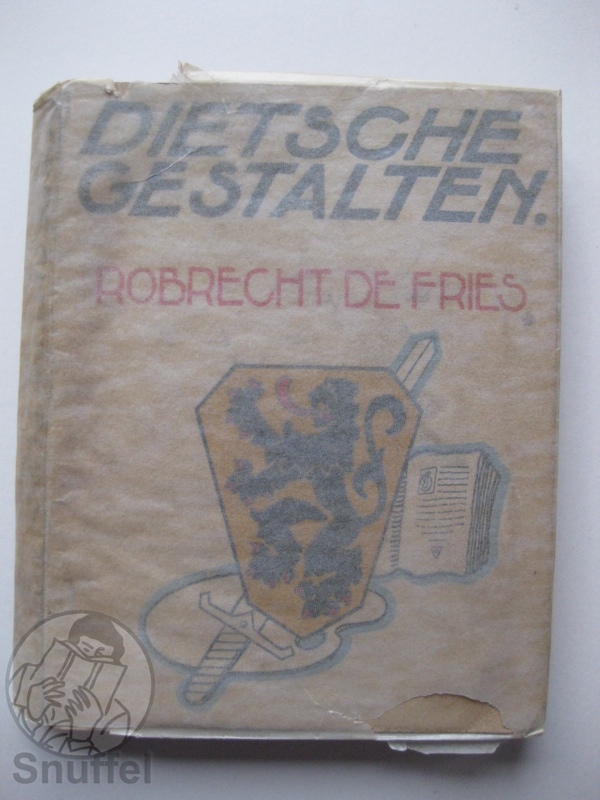 DIETSCHE
GESTALTEN.
ROBRECHT DE FRIES
Snuffel